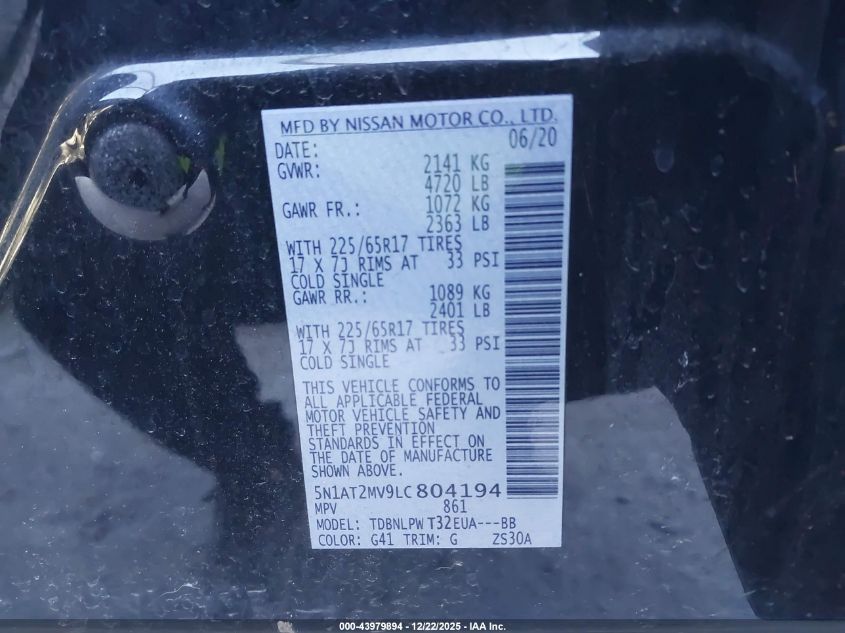 MFD BY NISSAN MOTOR CO., LTD.
DATE: 06/20
GVWR: 2141 KG
4720 LB
GAWR FR.: 1072 KG
2363 LB
WITH 225/65R17 TIRES
17 X 7J RIMS AT 33 PSI
COLD SINGLE
GAWR RR.: 1089 KG
2401 LB
WITH 225/65R17 TIRES
17 X 7J RIMS AT 33 PSI
COLD SINGLE
THIS VEHICLE CONFORMS TO
ALL APPLICABLE FEDERAL
MOTOR VEHICLE SAFETY AND
THEFT PREVENTION
STANDARDS IN EFFECT ON
THE DATE OF MANUFACTURE
SHOWN ABOVE.
5N1AT2MV9LC804194
MPV 861
MODEL: TDBNLPWT32EUA---BB
COLOR: G41 TRIM: G ZS30A
000-43979894 - 12/22/2025 - IAA Inc.